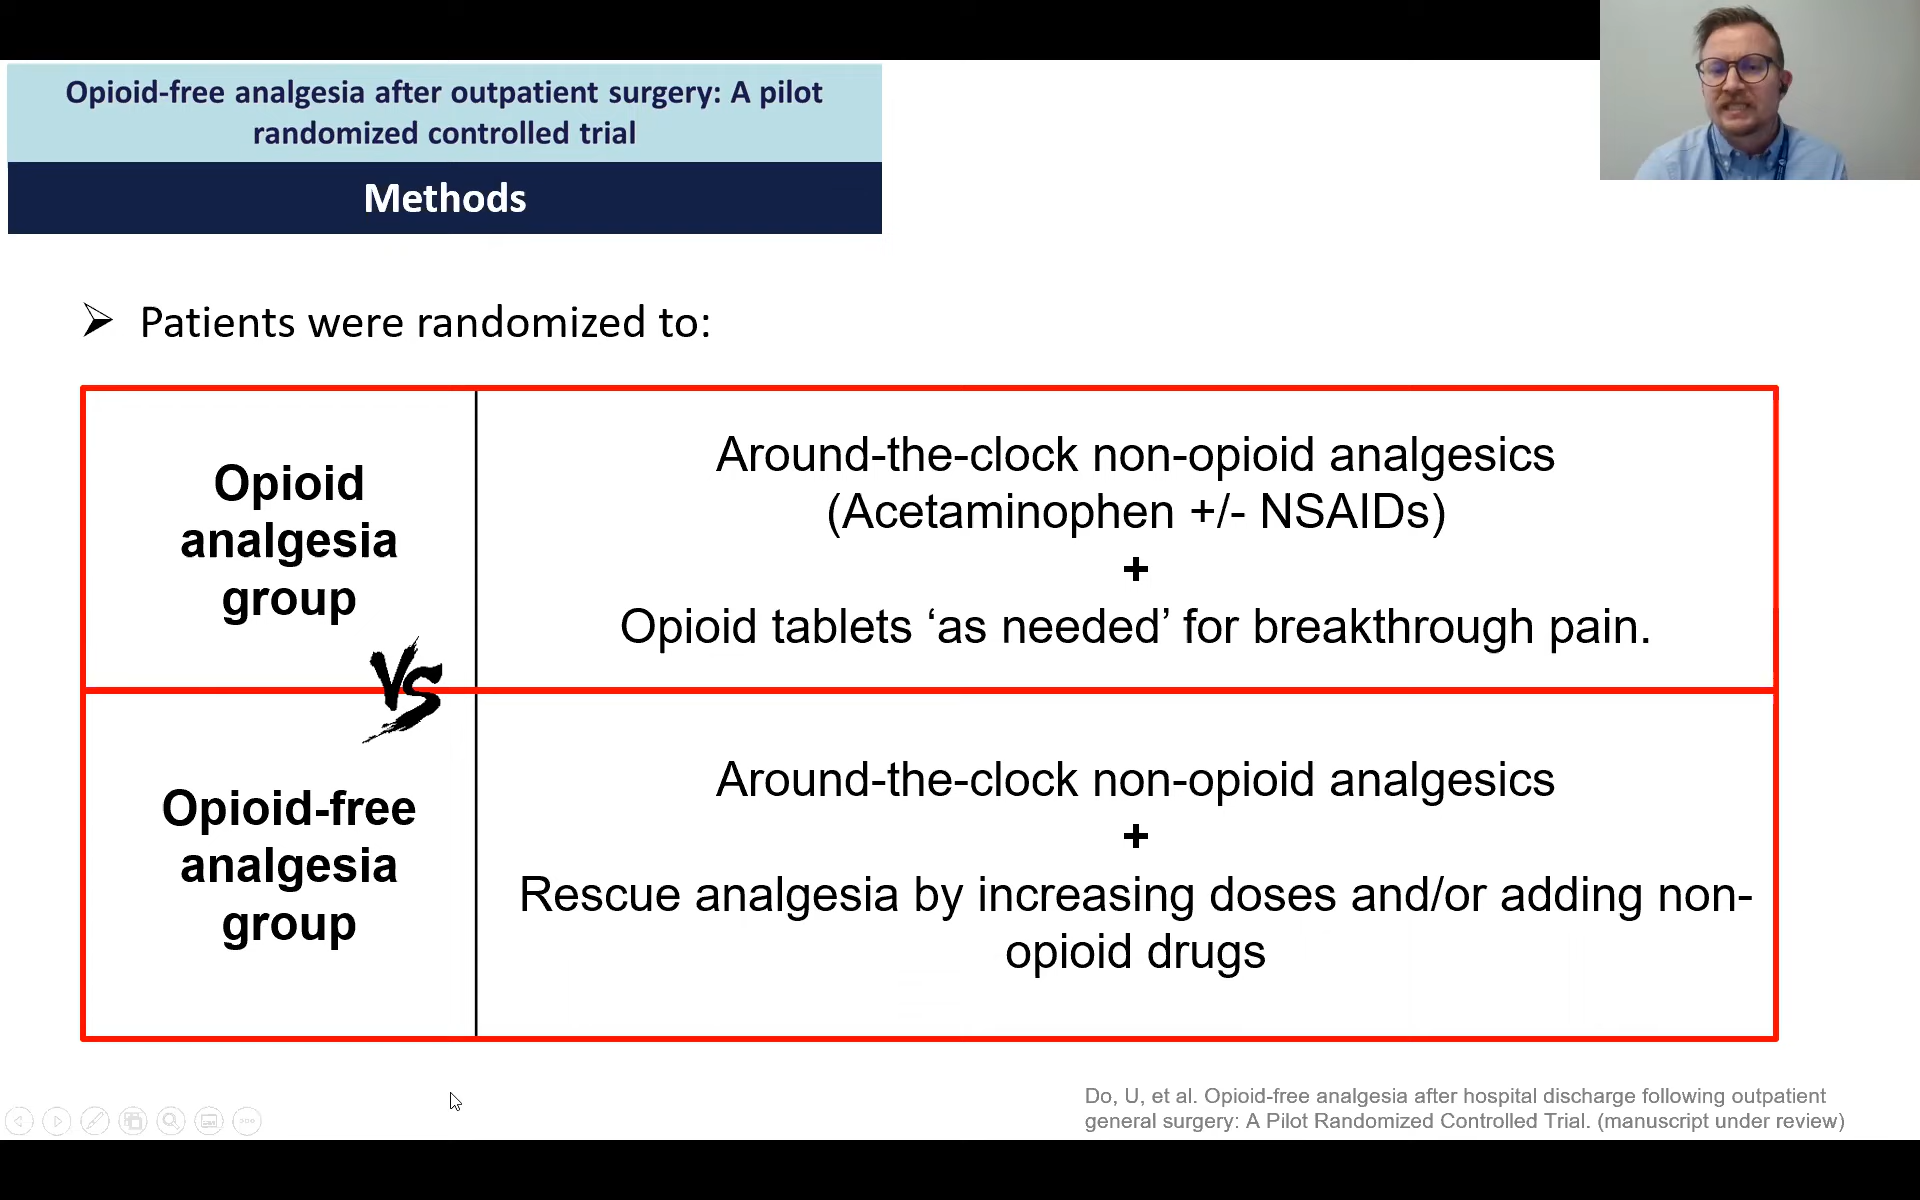 Opioid-free analgesia after outpatient surgery: A pilot
randomized controlled trial
Methods
Patients were randomized to:
Opioid
analgesia
group
Around-the-clock non-opioid analgesics
(Acetaminophen +/- NSAIDs)
+
Opioid tablets ‘as needed’ for breakthrough pain.
VS
Opioid-free
analgesia
group
Around-the-clock non-opioid analgesics
+
Rescue analgesia by increasing doses and/or adding non-
opioid drugs
Do, U, et al. Opioid-free analgesia after hospital discharge following outpatient
general surgery: A Pilot Randomized Controlled Trial. (manuscript under review)